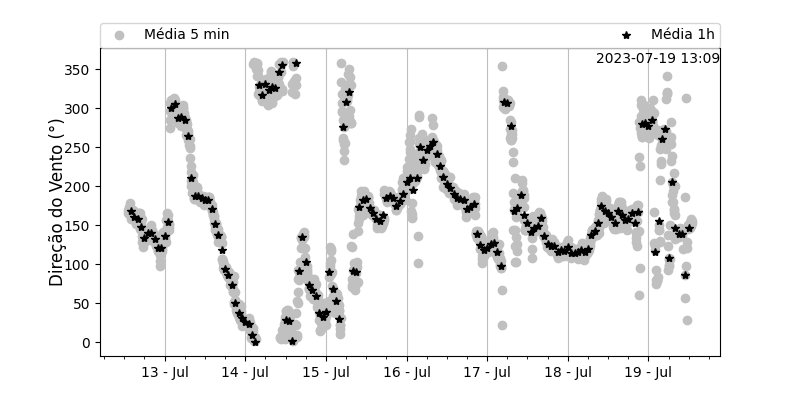 Média 5 min
Média 1h
2023-07-19 13:09
Direção do Vento (°)
350
300
250
200
150
100
50
0
13 - Jul
14 - Jul
15 - Jul
16 - Jul
17 - Jul
18 - Jul
19 - Jul